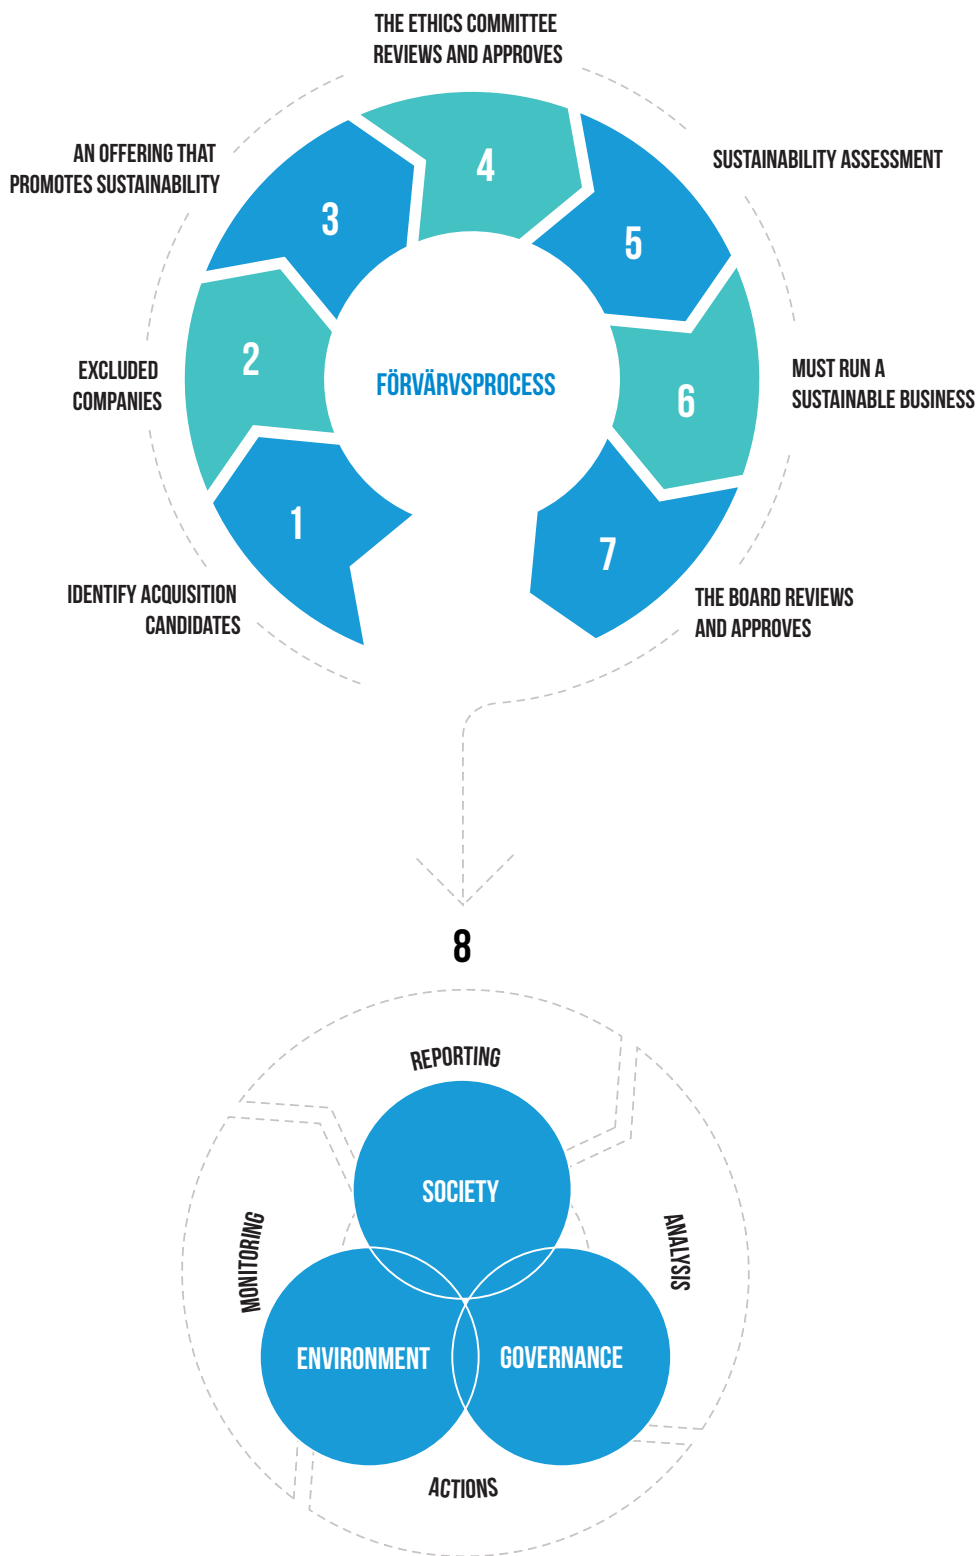 THE ETHICS COMMITTEE
REVIEWS AND APPROVES
AN OFFERING THAT
PROMOTES SUSTAINABILITY
SUSTAINABILITY ASSESSMENT
4
3
5
EXCLUDED
COMPANIES
2
FÖRVÄRVSPROCESS
6
MUST RUN A
SUSTAINABLE BUSINESS
1
7
IDENTIFY ACQUISITION
CANDIDATES
THE BOARD REVIEWS
AND APPROVES
8
REPORTING
SOCIETY
MONITORING
ANALYSIS
ENVIRONMENT
GOVERNANCE
ACTIONS